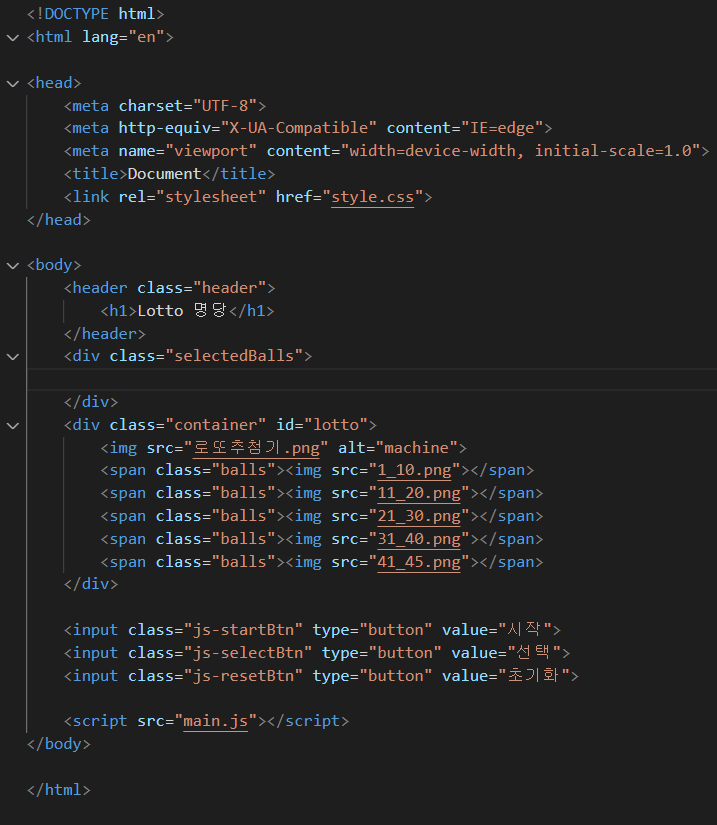 <!DOCTYPE html>
<html lang="en">
<head>
<meta charset="UTF-8">
<meta http-equiv="X-UA-Compatible" content="IE=edge">
<meta name="viewport" content="width=device-width, initial-scale=1.0">
<title>Document</title>
<link rel="stylesheet" href="style.css">
</head>
<body>
<header class="header">
<h1>Lotto 명당</h1>
</header>
<div class="selectedBalls">
</div>
<div class="container" id="lotto">
<img src="로또추첨기.png" alt="machine">
<span class="balls"><img src="1_10.png"></span>
<span class="balls"><img src="11_20.png"></span>
<span class="balls"><img src="21_30.png"></span>
<span class="balls"><img src="31_40.png"></span>
<span class="balls"><img src="41_45.png"></span>
</div>
<input class="js-startBtn" type="button" value="시작">
<input class="js-selectBtn" type="button" value="선택">
<input class="js-resetBtn" type="button" value="초기화">
<script src="main.js"></script>
</body>
</html>